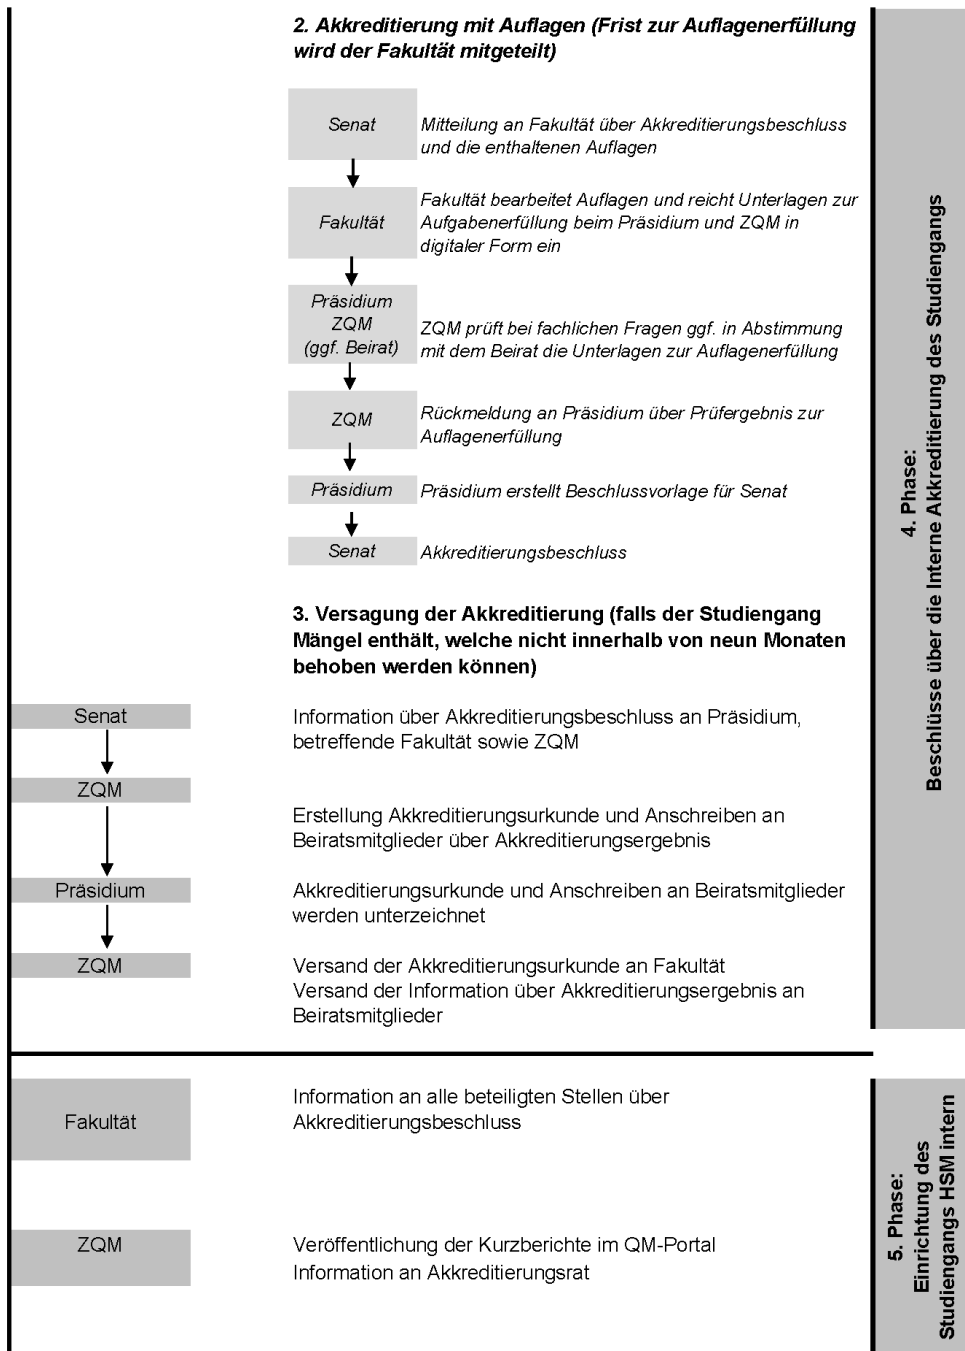 2. Akkreditierung mit Auflagen (Frist zur Auflagenerfüllung
wird der Fakultät mitgeteilt)
Senat
Mitteilung an Fakultät über Akkreditierungsbeschluss
und die enthaltenen Auflagen
Fakultät
Fakultät bearbeitet Auflagen und reicht Unterlagen zur
Aufgabenerfüllung beim Präsidium und ZQM in
digitaler Form ein
Präsidium
ZQM
(ggf. Beirat)
ZQM prüft bei fachlichen Fragen ggf. in Abstimmung
mit dem Beirat die Unterlagen zur Auflagenerfüllung
ZQM
Rückmeldung an Präsidium über Prüfergebnis zur
Auflagenerfüllung
Präsidium
Präsidium erstellt Beschlussvorlage für Senat
Senat
Akkreditierungsbeschluss
3. Versagung der Akkreditierung (falls der Studiengang
Mängel enthält, welche nicht innerhalb von neun Monaten
behoben werden können)
Senat
Information über Akkreditierungsbeschluss an Präsidium,
betreffende Fakultät sowie ZQM
ZQM
Erstellung Akkreditierungsurkunde und Anschreiben an
Beiratsmitglieder über Akkreditierungsergebnis
Präsidium
Akkreditierungsurkunde und Anschreiben an Beiratsmitglieder
werden unterzeichnet
ZQM
Versand der Akkreditierungsurkunde an Fakultät
Versand der Information über Akkreditierungsergebnis an
Beiratsmitglieder
4. Phase:
Beschlüsse über die Interne Akkreditierung des Studiengangs
Fakultät
Information an alle beteiligten Stellen über
Akkreditierungsbeschluss
ZQM
Veröffentlichung der Kurzberichte im QM-Portal
Information an Akkreditierungsrat
5. Phase:
Einrichtung des
Studiengangs HSM intern